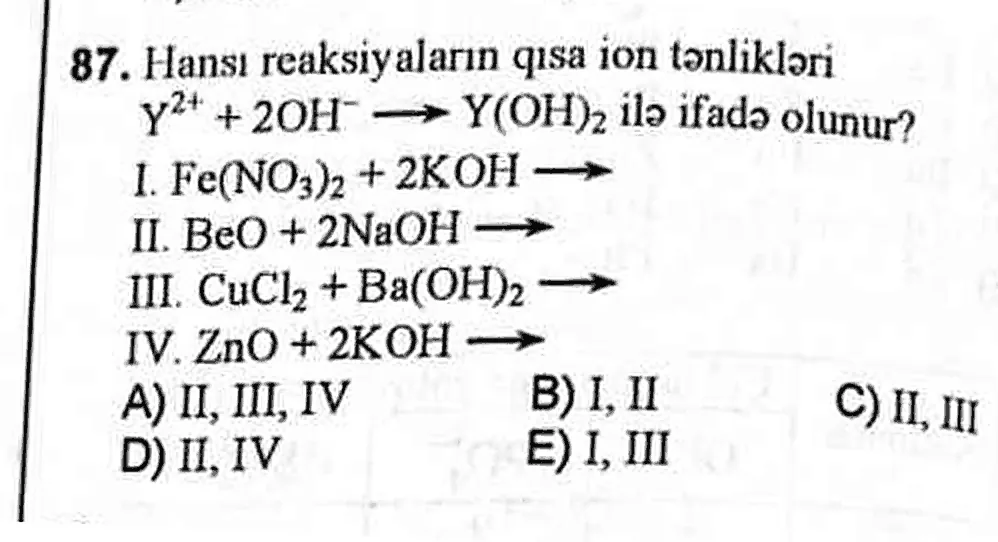 87. Hansı reaksiyaların qısa ion tənlikləri
Y²⁺ + 2OH⁻ ⟶ Y(OH)₂ ilə ifadə olunur?
I. Fe(NO₃)₂ + 2KOH ⟶
II. BeO + 2NaOH ⟶
III. CuCl₂ + Ba(OH)₂ ⟶
IV. ZnO + 2KOH ⟶
A) II, III, IV B) I, II C) II, III
D) II, IV E) I, III